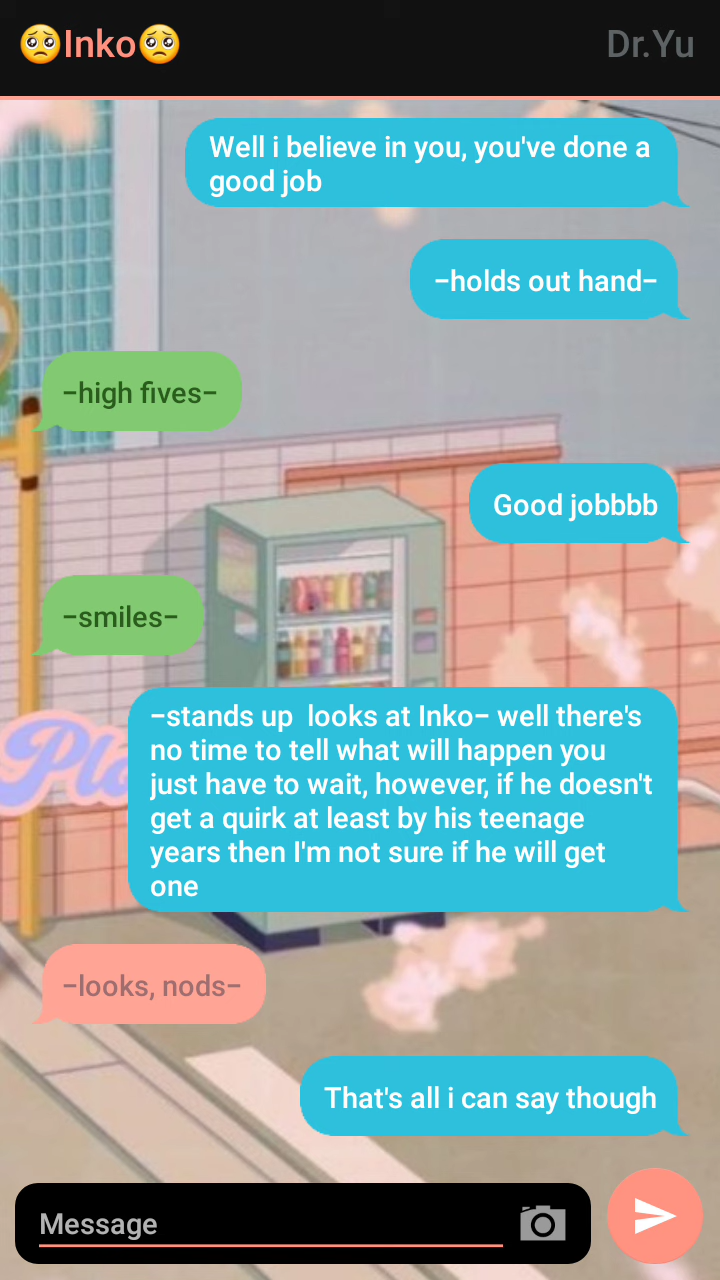 🥺Inko🥺
Dr.Yu
Well i believe in you, you've done a
good job
–holds out hand–
–high fives–
Good jobbbb
–smiles–
–stands up  looks at Inko– well there's
no time to tell what will happen you
just have to wait, however, if he doesn't
get a quirk at least by his teenage
years then I'm not sure if he will get
one
–looks, nods–
That's all i can say though
Message